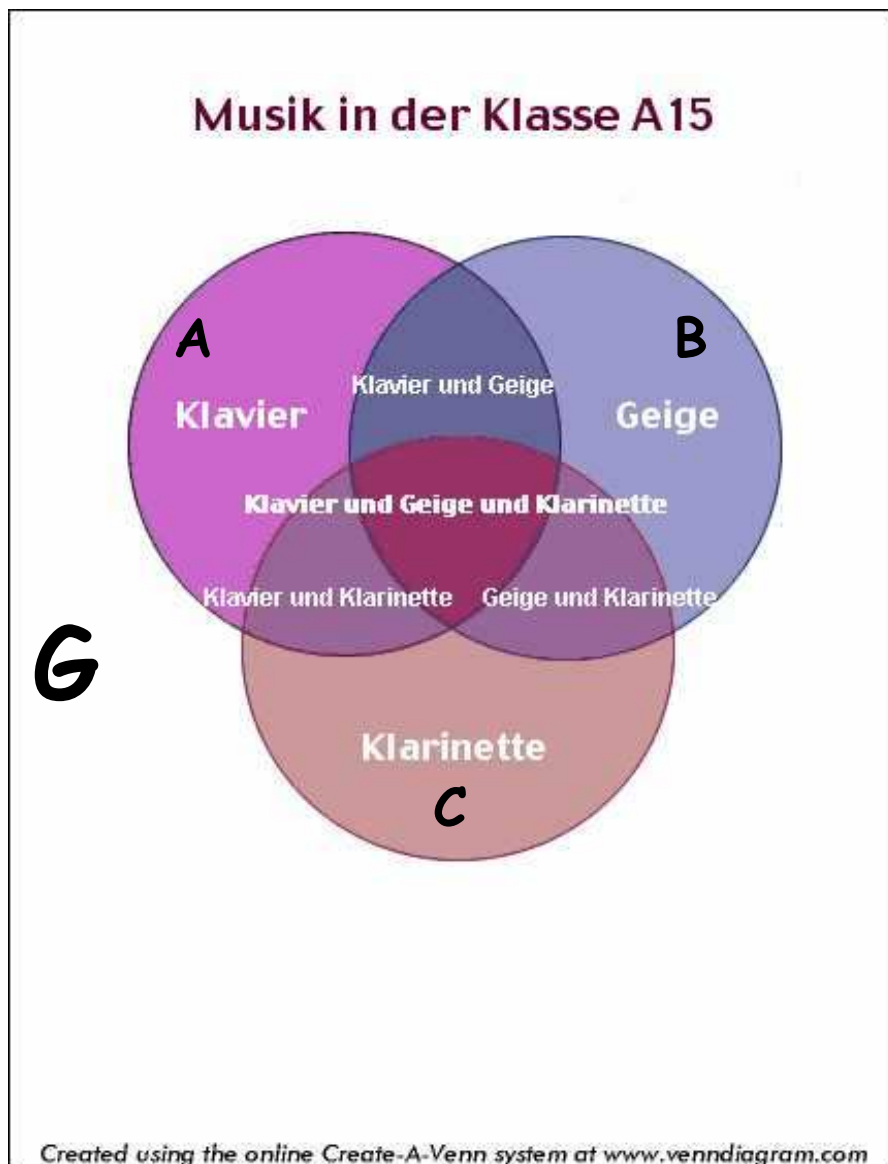 Musik in der Klasse A15
A
B
Klavier und Geige
Klavier
Geige
Klavier und Geige und Klarinette
Klavier und Klarinette
Geige und Klarinette
G
Klarinette
C
Created using the online Create-A-Venn system at www.venndiagram.com